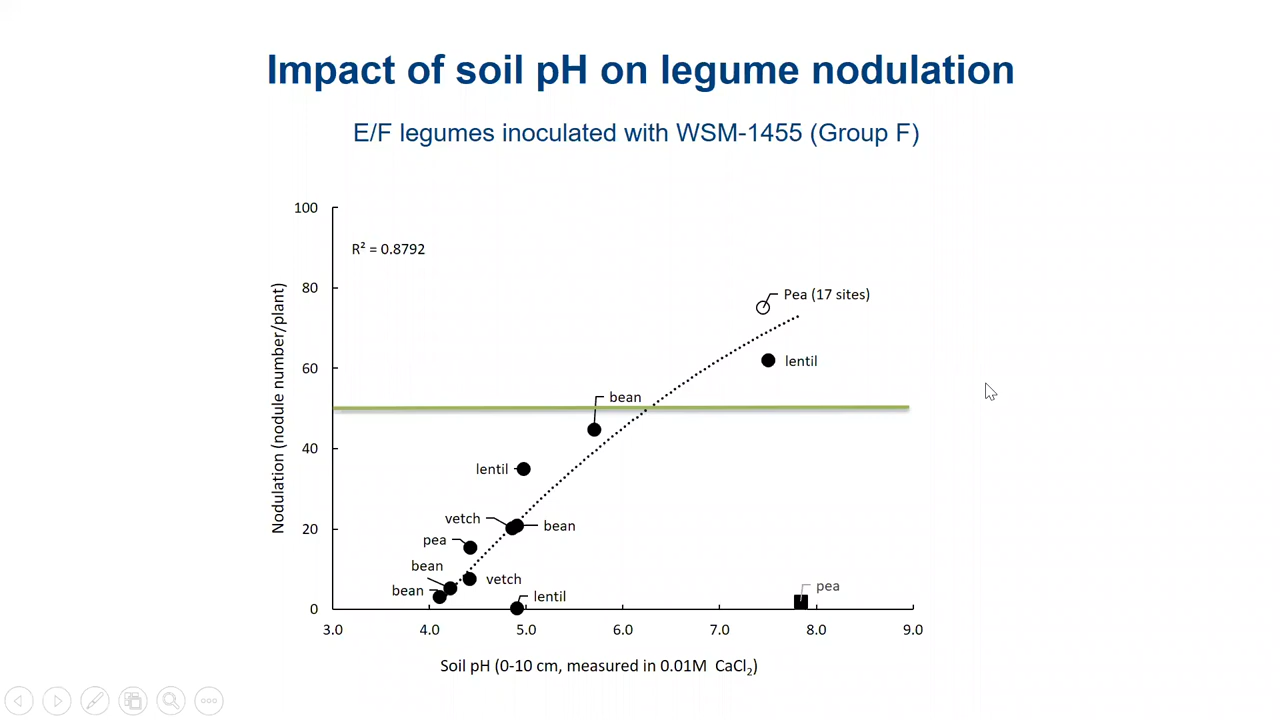 Impact of soil pH on legume nodulation
E/F legumes inoculated with WSM-1455 (Group F)
100
R² = 0.8792
80
Pea (17 sites)
60
lentil
bean
40
lentil
vetch
bean
20
pea
bean
vetch
bean
lentil
pea
0
3.0 4.0 5.0 6.0 7.0 8.0 9.0
Nodulation (nodule number/plant)
Soil pH (0-10 cm, measured in 0.01M CaCl₂)